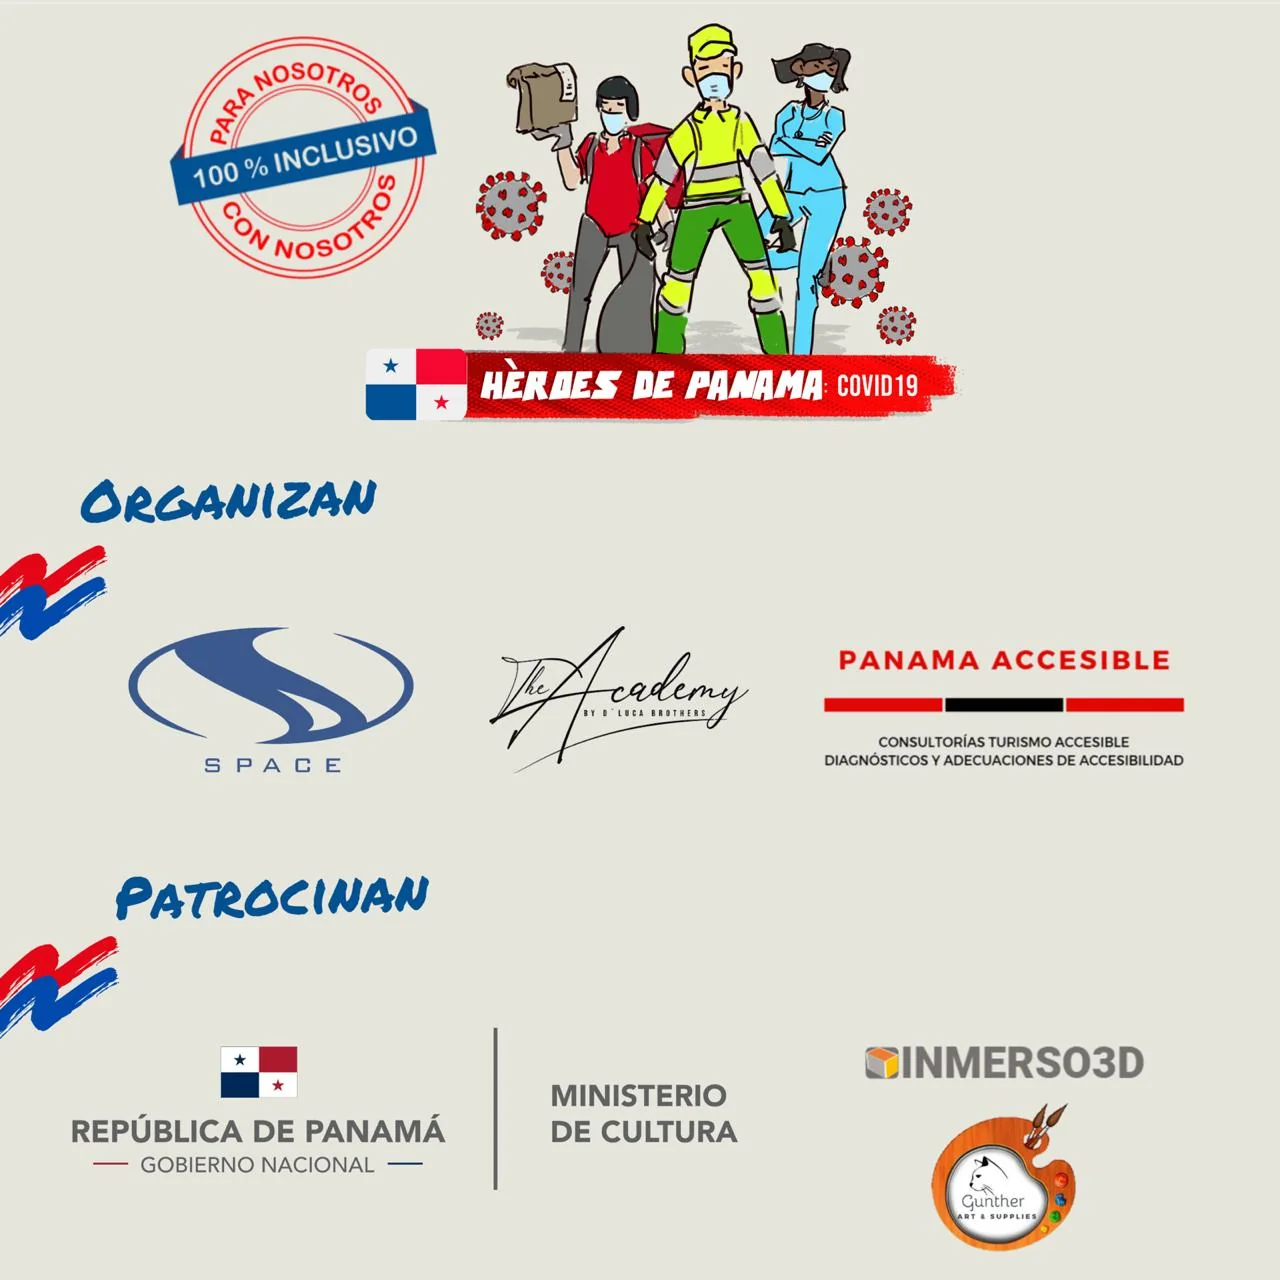 PARA NOSOTROS
100 % INCLUSIVO
CON NOSOTROS
HÈROES DE PANAMA: COVID19
ORGANIZAN
SPACE
The Academy
BY D´LUCA BROTHERS
PANAMA ACCESIBLE
CONSULTORÍAS TURISMO ACCESIBLE
DIAGNÓSTICOS Y ADECUACIONES DE ACCESIBILIDAD
PATROCINAN
REPÚBLICA DE PANAMÁ
GOBIERNO NACIONAL
MINISTERIO
DE CULTURA
INMERSO3D
Gunther
ART & SUPPLIES